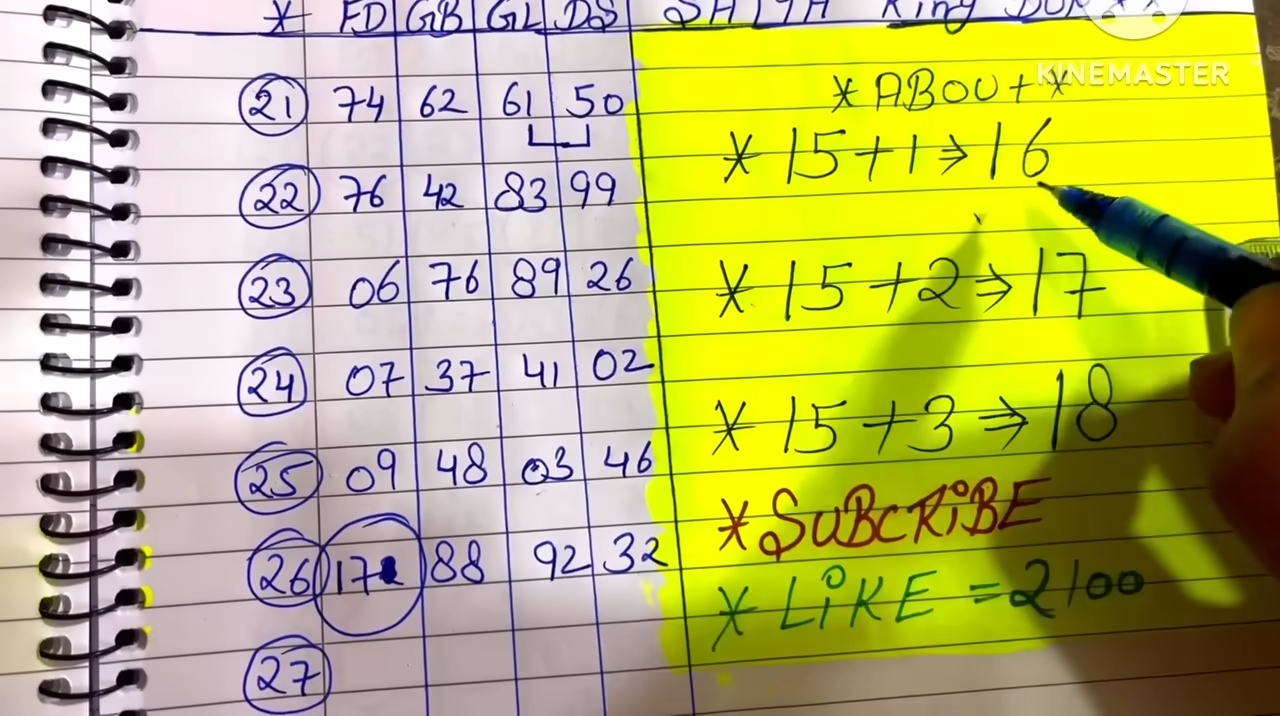 * FD GB GL DS SATTA King
KINEMASTER
(21) 74 62 61 50
(22) 76 42 83 99
(23) 06 76 89 26
(24) 07 37 41 02
(25) 09 48 03 46
(26) 17 88 92 32
(27)
* ABOUT *
* 15+1⇒16
* 15+2⇒17
* 15+3⇒18
* SUBCRiBE
* LiKE = 2100